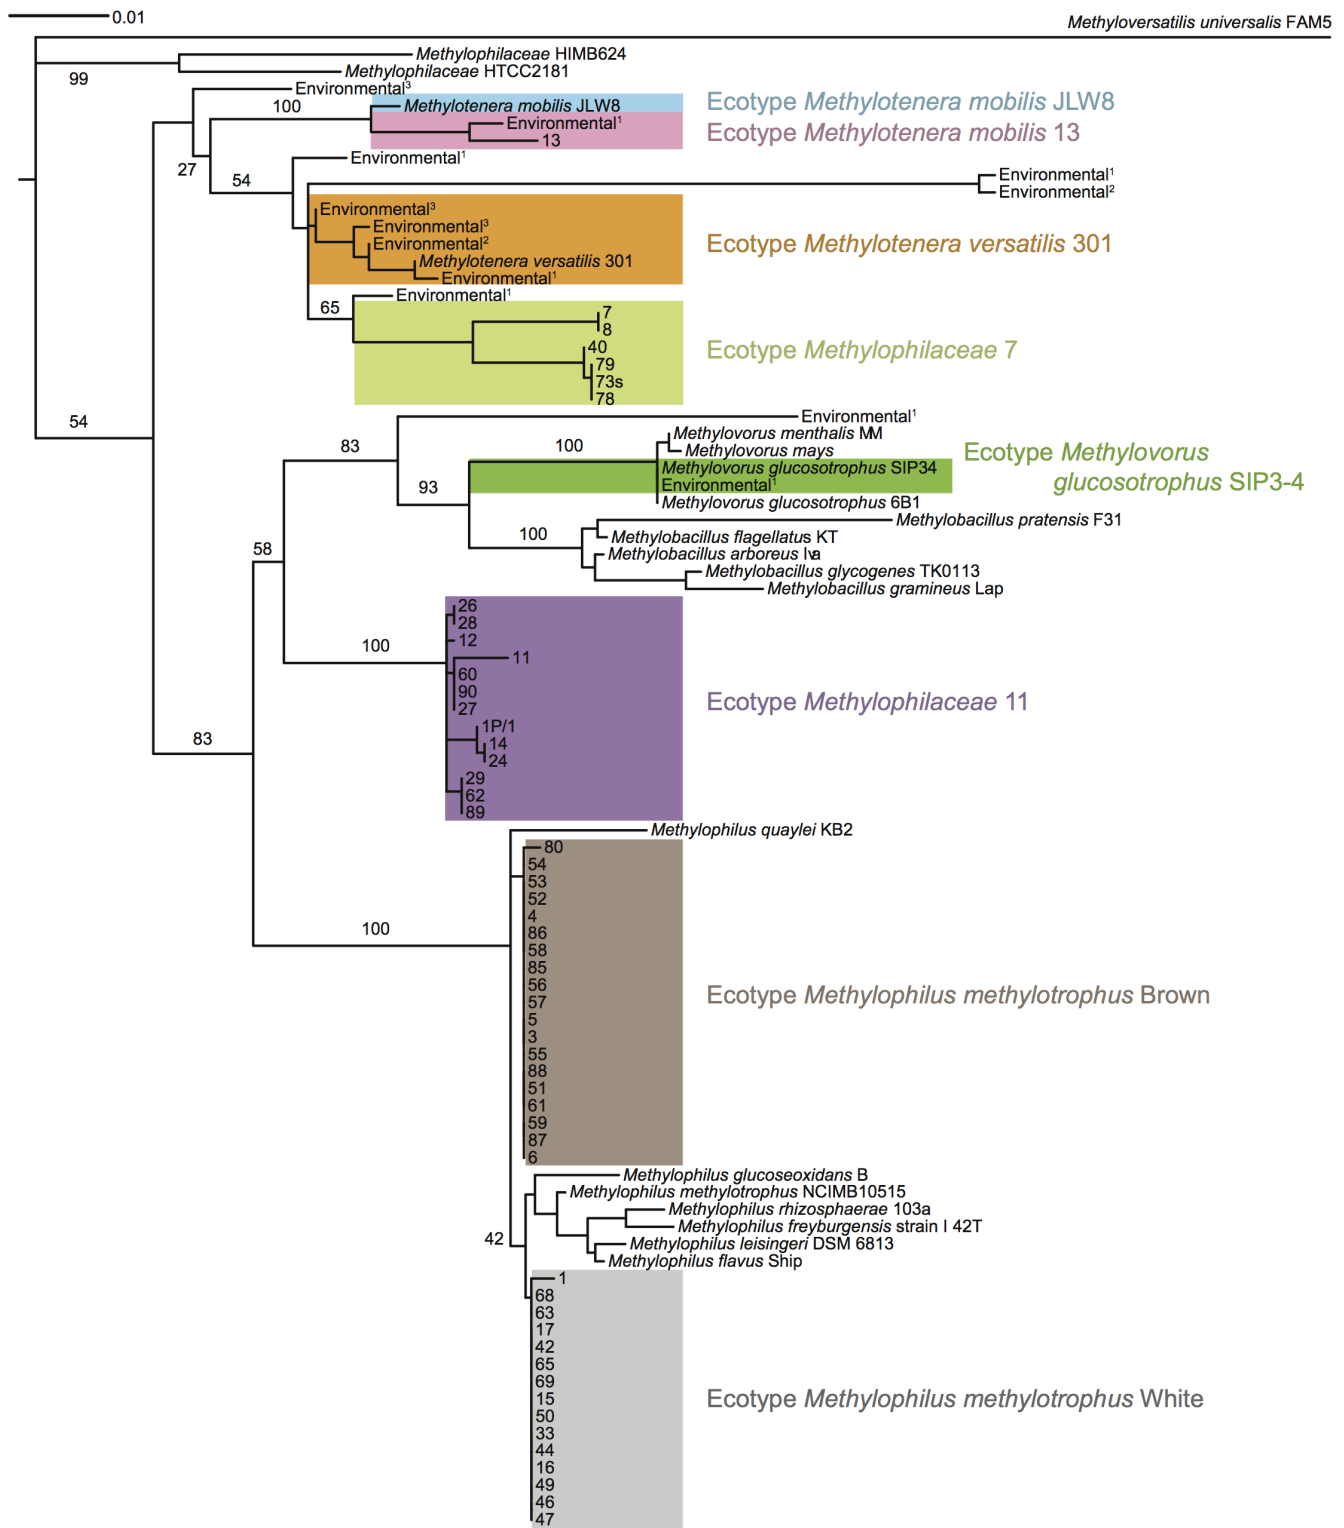 0.01
Methyloversatilis universalis FAM5
Methylophilaceae HIMB624
Methylophilaceae HTCC2181
99
Environmental³
100
Methylotenera mobilis JLW8
Ecotype Methylotenera mobilis JLW8
Environmental¹
13
Ecotype Methylotenera mobilis 13
27
Environmental¹
54
Environmental¹
Environmental²
Environmental³
Environmental³
Environmental²
Methylotenera versatilis 301
Environmental¹
Ecotype Methylotenera versatilis 301
Environmental¹
65
7
8
40
79
73s
78
Ecotype Methylophilaceae 7
54
Environmental¹
83
Methylovorus menthalis MM
100
Methylovorus mays
Methylovorus glucosotrophus SIP34
Environmental¹
Ecotype Methylovorus
glucosotrophus SIP3-4
93
Methylovorus glucosotrophus 6B1
Methylobacillus pratensis F31
100
Methylobacillus flagellatus KT
Methylobacillus arboreus Iva
Methylobacillus glycogenes TK0113
Methylobacillus gramineus Lap
58
26
28
12
100
11
60
90
27
1P/1
14
24
29
62
89
Ecotype Methylophilaceae 11
83
Methylophilus quaylei KB2
80
54
53
52
4
86
58
85
56
57
5
3
55
88
51
61
59
87
6
100
Ecotype Methylophilus methylotrophus Brown
Methylophilus glucoseoxidans B
Methylophilus methylotrophus NCIMB10515
Methylophilus rhizosphaerae 103a
Methylophilus freyburgensis strain I 42T
42
Methylophilus leisingeri DSM 6813
Methylophilus flavus Ship
1
68
63
17
42
65
69
15
50
33
44
16
49
46
47
Ecotype Methylophilus methylotrophus White